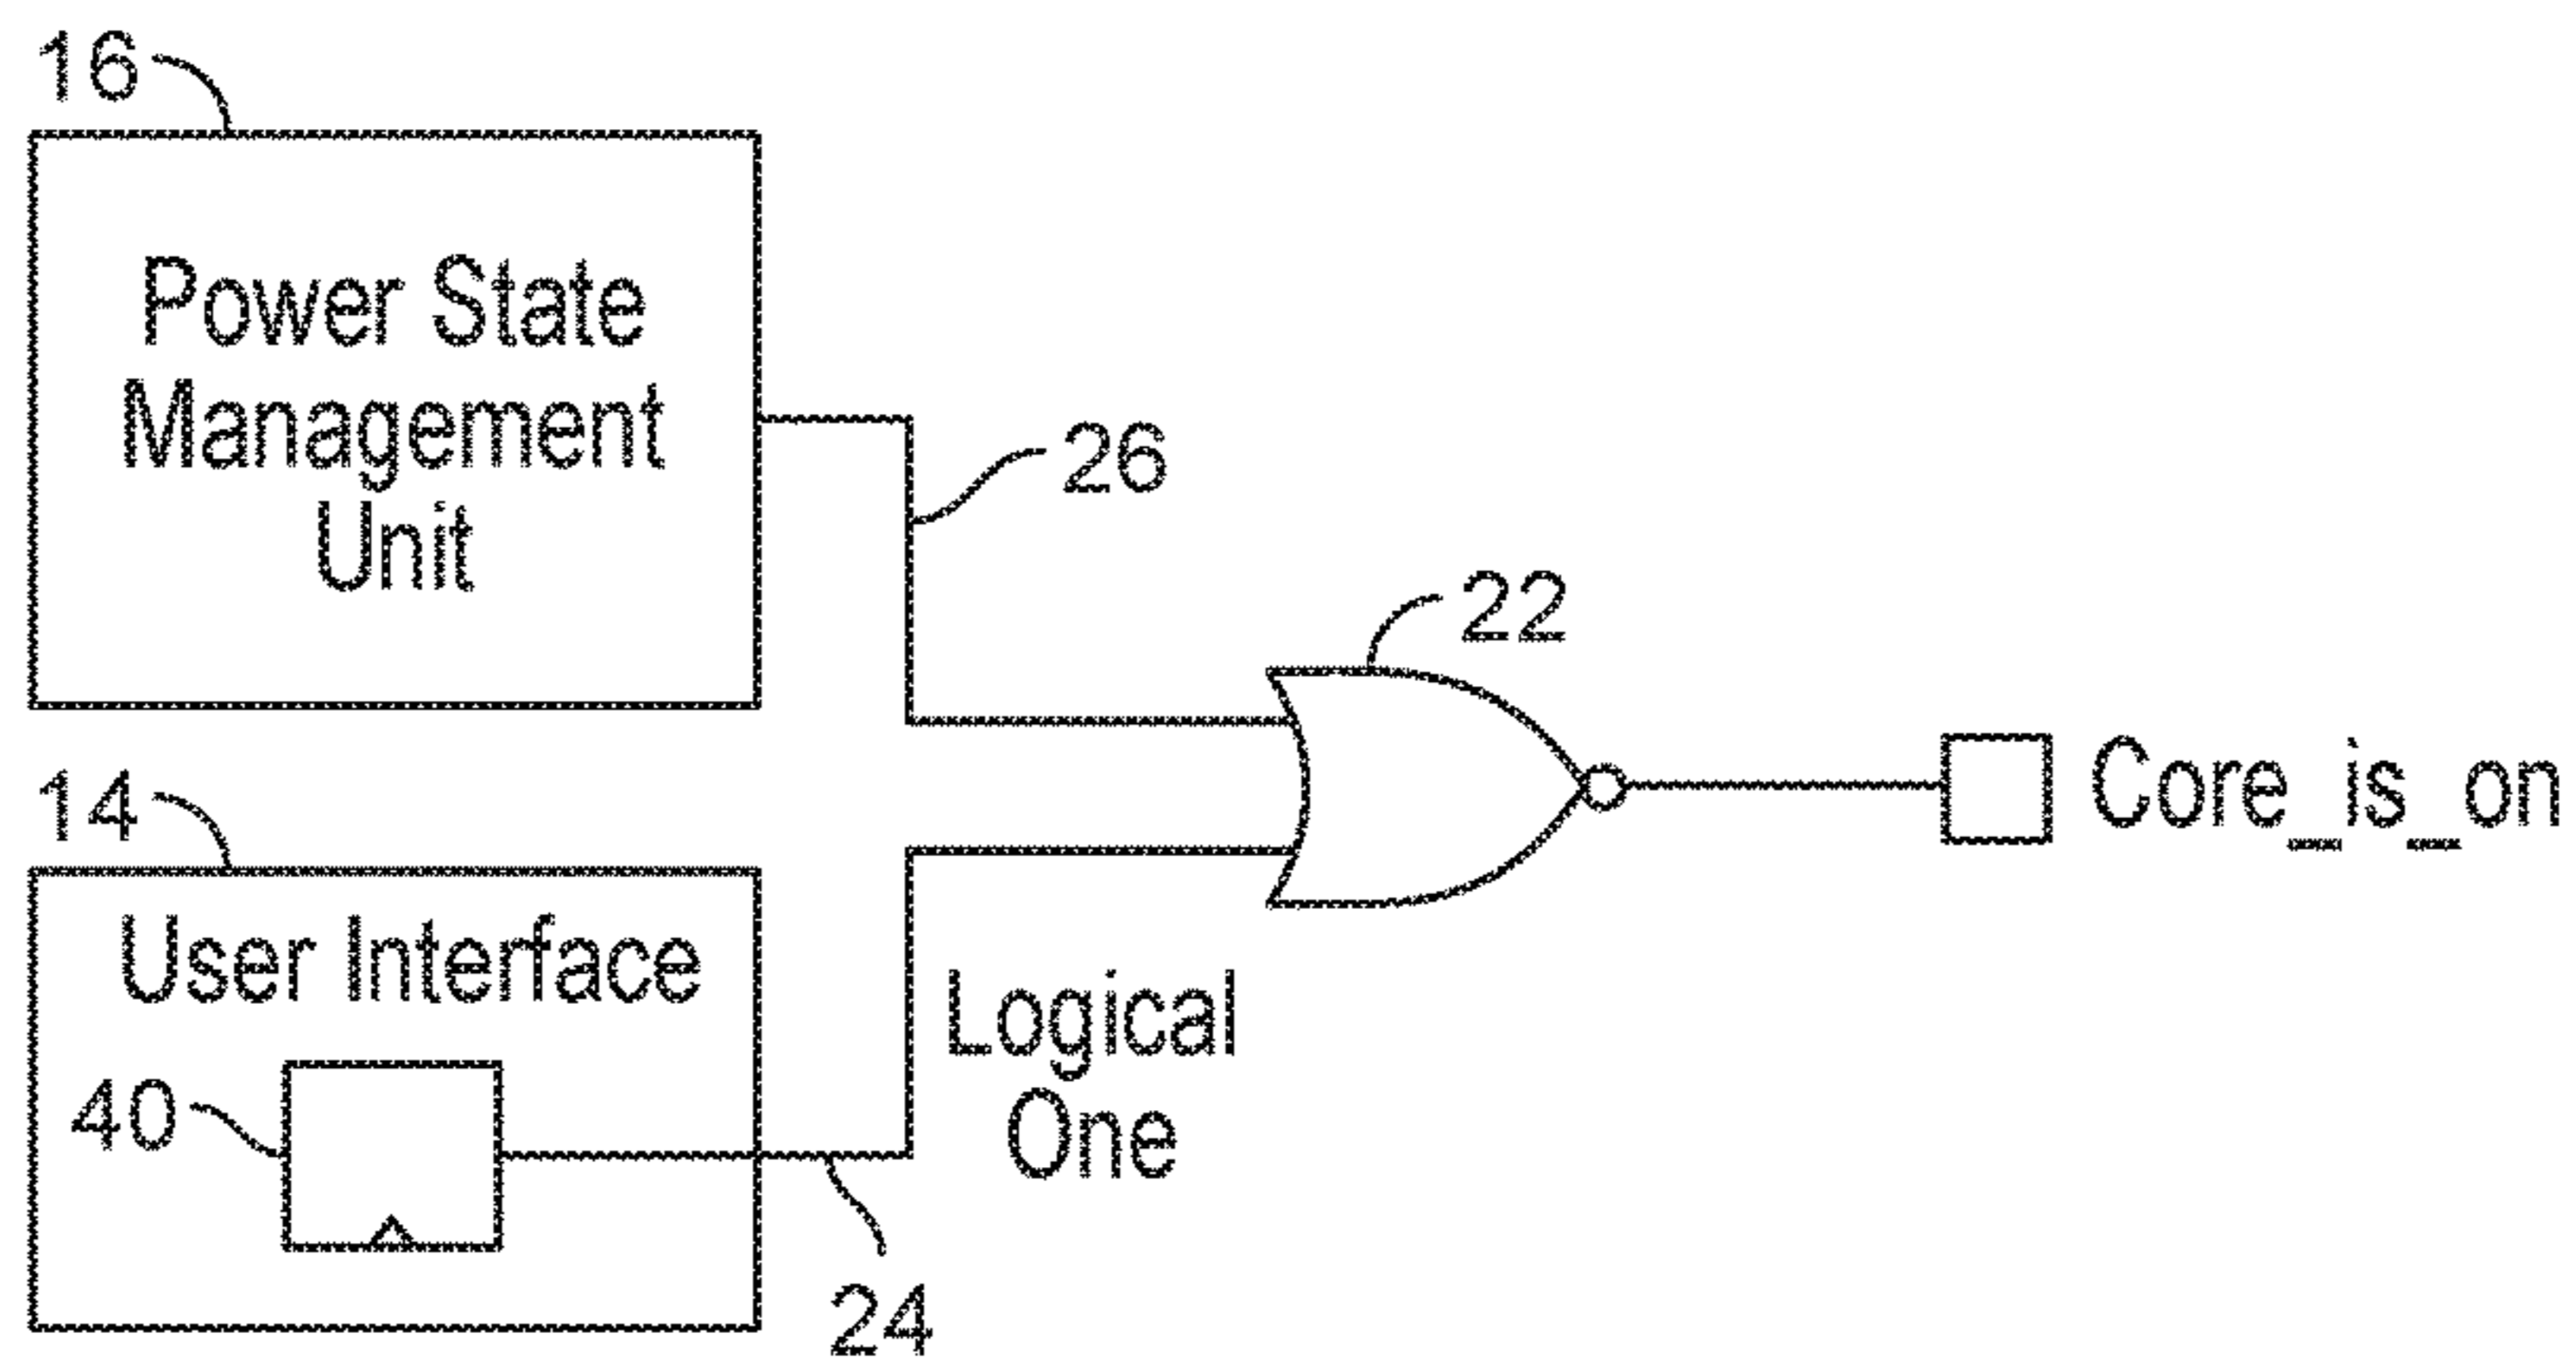 16
Power State
Management
Unit
26
22
Core_is_on
14
User Interface
Logical
One
40
24